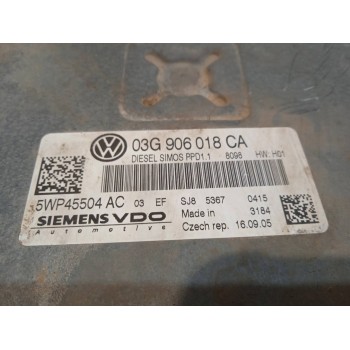 03G 906 018 CA
DIESEL SIMOS PPD1.1 8098 HW: H01
5WP45504 AC 03 EF SJ8 5367 0415
SIEMENS VDO Made in 3184
Automotive Czech rep. 16.09.05